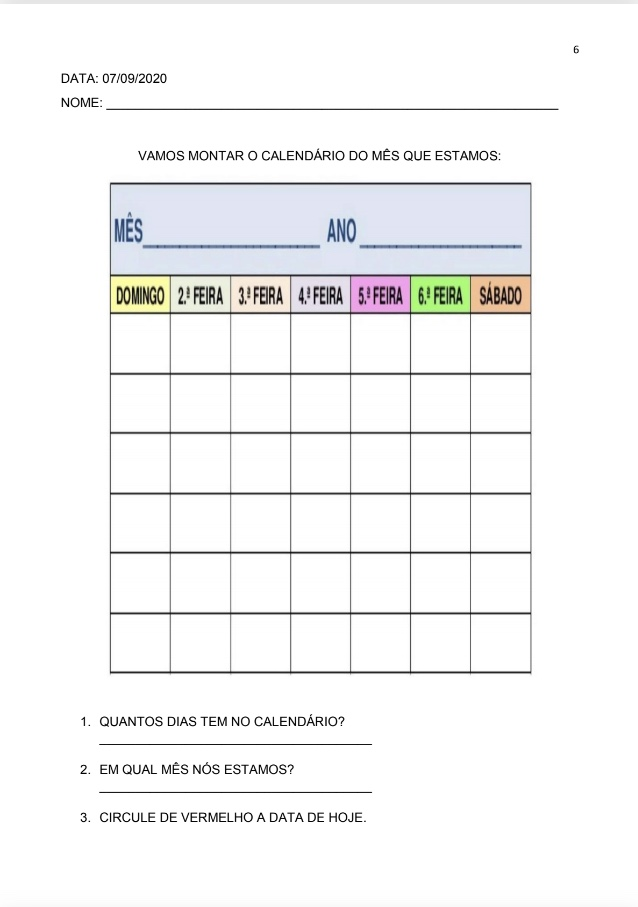 6
DATA: 07/09/2020
NOME: ____________________
VAMOS MONTAR O CALENDÁRIO DO MÊS QUE ESTAMOS:
MÊS____________ ANO____________
DOMINGO 2.ª FEIRA 3.ª FEIRA 4.ª FEIRA 5.ª FEIRA 6.ª FEIRA SÁBADO
1. QUANTOS DIAS TEM NO CALENDÁRIO?
____________________
2. EM QUAL MÊS NÓS ESTAMOS?
____________________
3. CIRCULE DE VERMELHO A DATA DE HOJE.